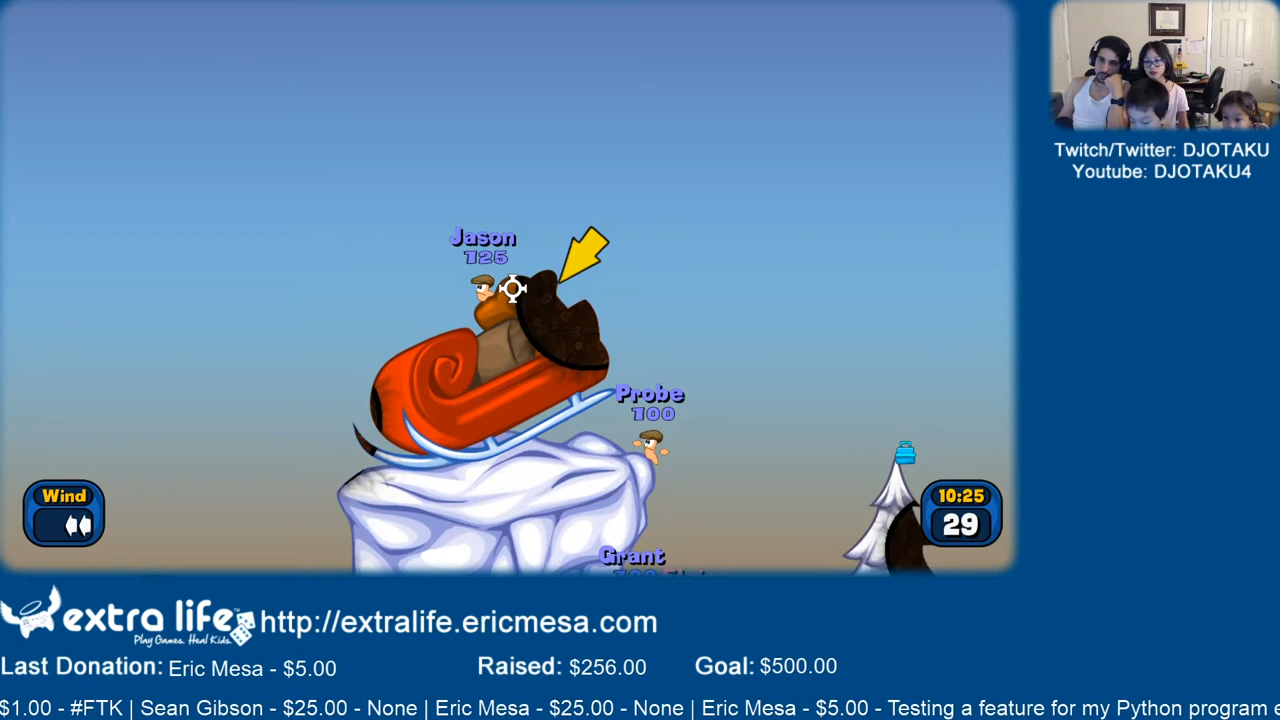 Twitch/Twitter: DJOTAKU
Youtube: DJOTAKU4
Jason
125
Probe
100
Wind
10:25
29
Grant
extra life
Play Games. Heal Kids.
http://extralife.ericmesa.com
Last Donation: Eric Mesa - $5.00
Raised: $256.00
Goal: $500.00
$1.00 - #FTK | Sean Gibson - $25.00 - None | Eric Mesa - $25.00 - None | Eric Mesa - $5.00 - Testing a feature for my Python program